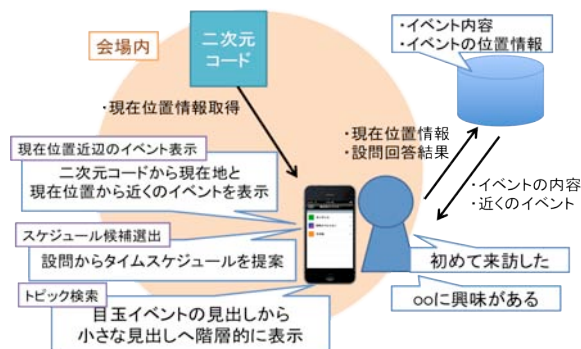 ・イベント内容
・イベントの位置情報
会場内
二次元
コード
・現在位置情報取得
・現在位置情報
・設問回答結果
現在位置近辺のイベント表示
二次元コードから現在地と
現在位置から近くのイベントを表示
・イベントの内容
・近くのイベント
スケジュール候補選出
設問からタイムスケジュールを提案
初めて来訪した
トピック検索
目玉イベントの見出しから
小さな見出しへ階層的に表示
○○に興味がある